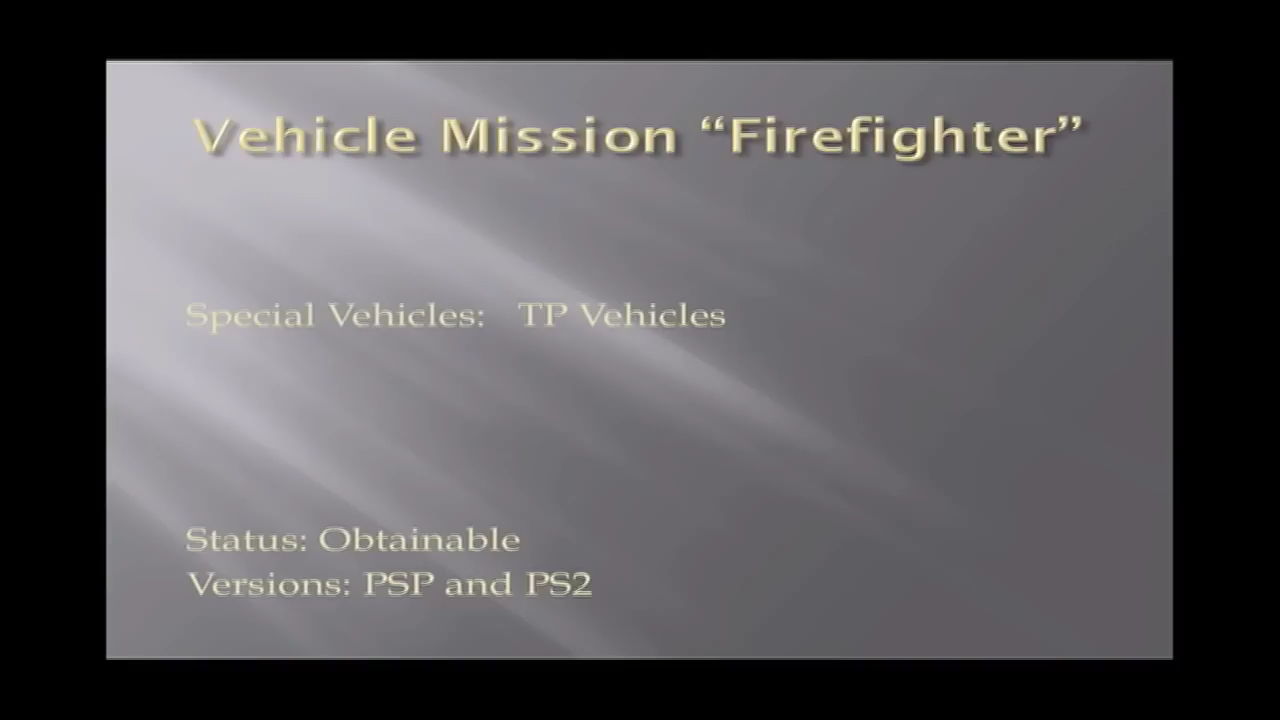 Vehicle Mission “Firefighter”
Special Vehicles: TP Vehicles
Status: Obtainable
Versions: PSP and PS2